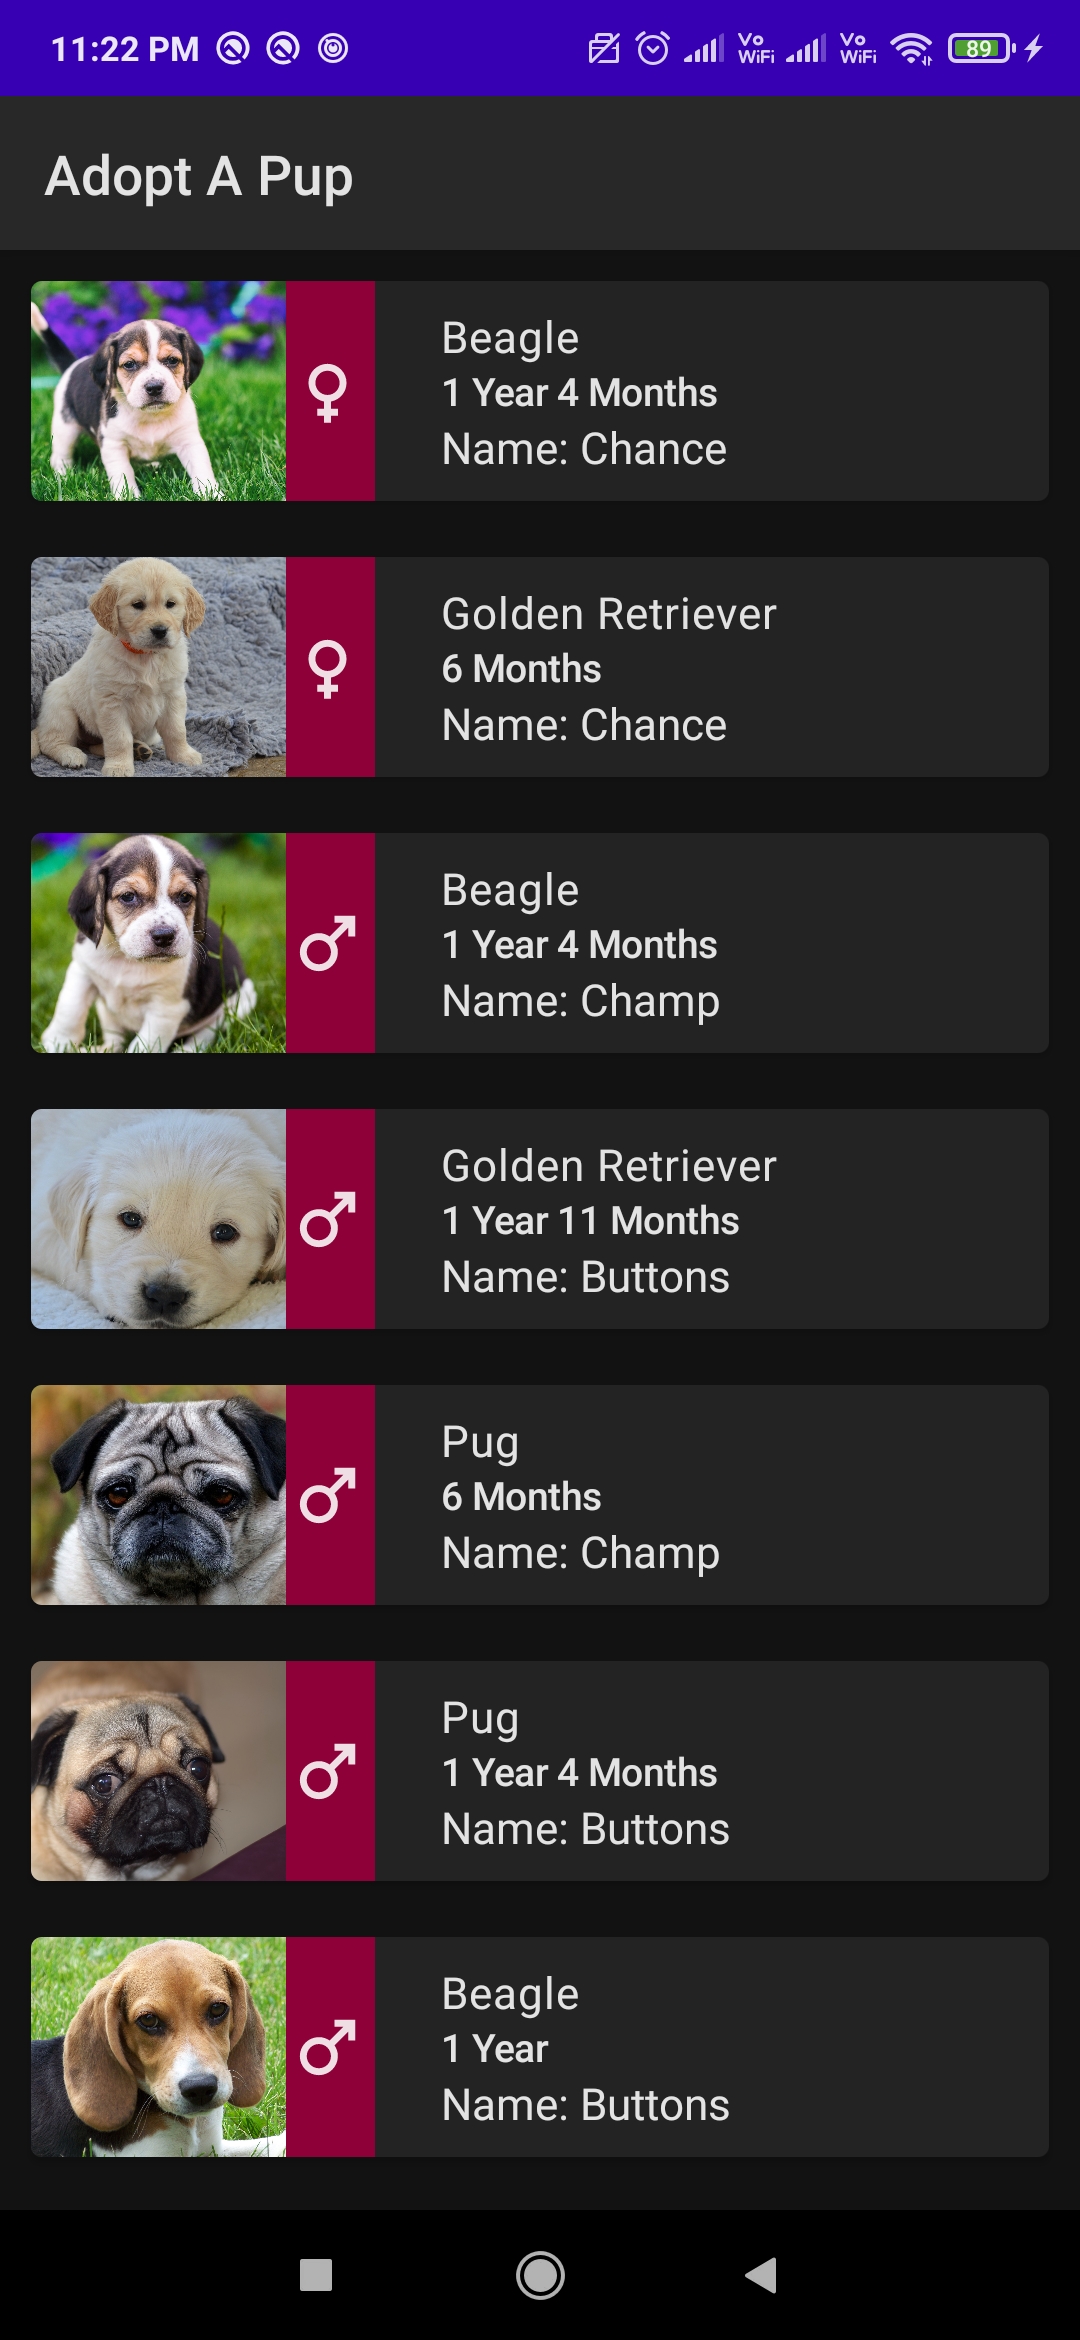 11:22 PM
Vo WiFi
Vo WiFi
89
Adopt A Pup
Beagle
1 Year 4 Months
Name: Chance
Golden Retriever
6 Months
Name: Chance
Beagle
1 Year 4 Months
Name: Champ
Golden Retriever
1 Year 11 Months
Name: Buttons
Pug
6 Months
Name: Champ
Pug
1 Year 4 Months
Name: Buttons
Beagle
1 Year
Name: Buttons